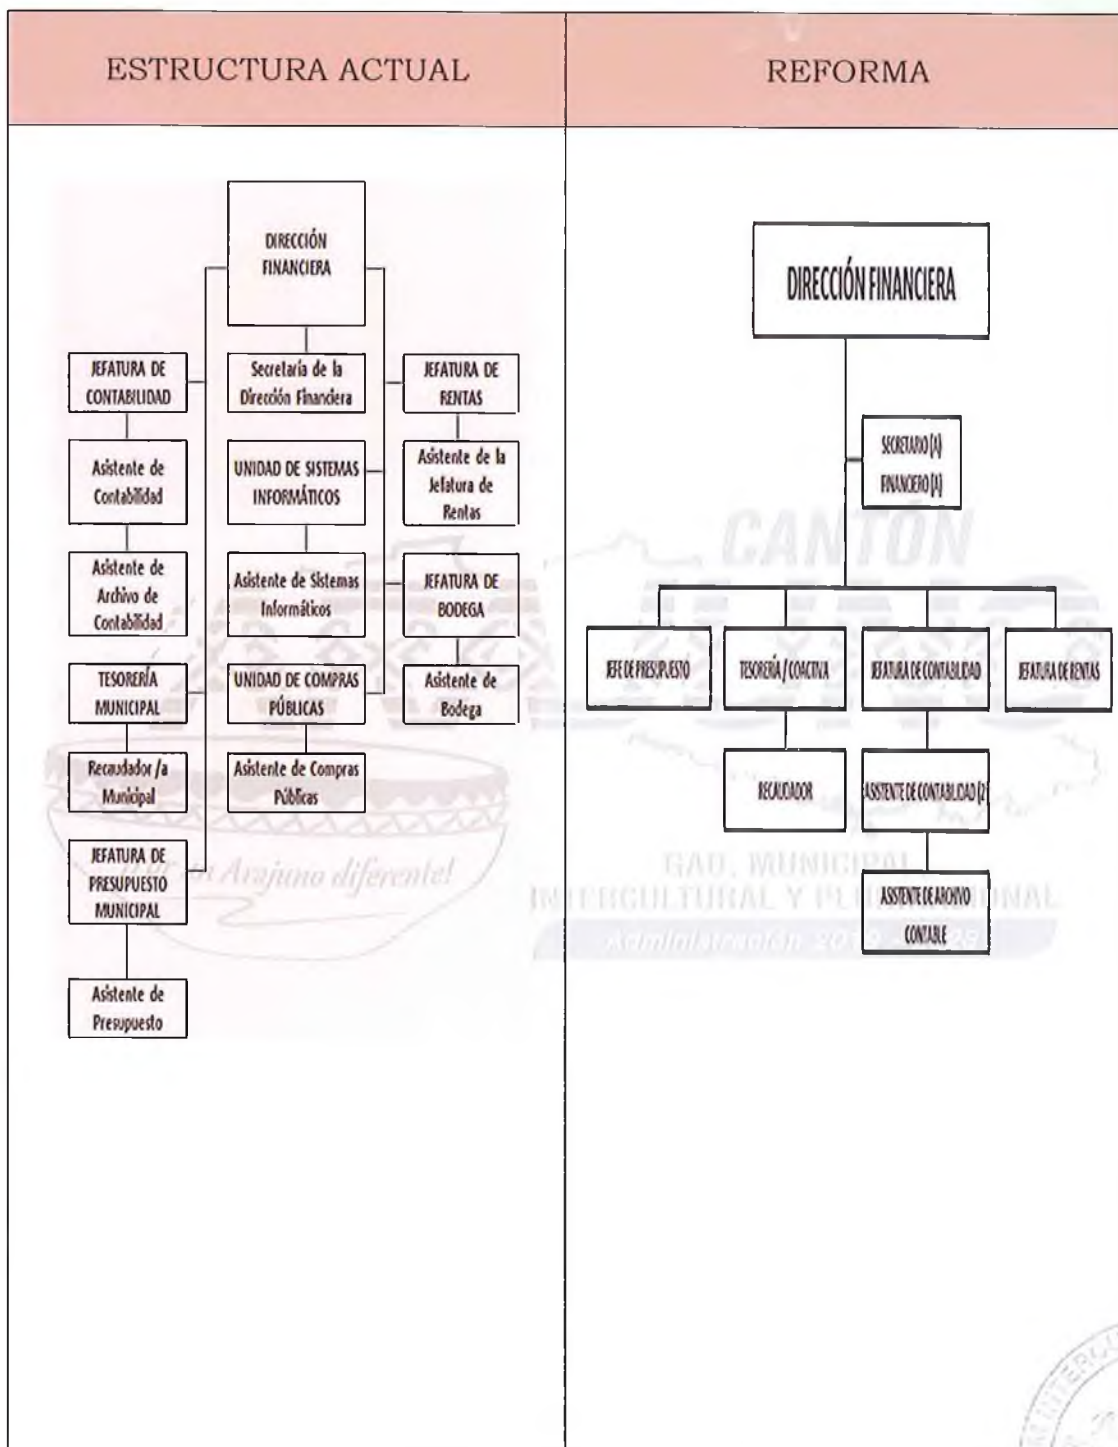 ESTRUCTURA ACTUAL
REFORMA
DIRECCIÓN
FINANCIERA
JEFATURA DE
CONTABILIDAD
Secretaría de la
Dirección Financiera
JEFATURA DE
RENTAS
Asistente de
Contabilidad
UNIDAD DE SISTEMAS
INFORMÁTICOS
Asistente de la
Jefatura de
Rentas
Asistente de
Archivo de
Contabilidad
Asistente de Sistemas
Informáticos
JEFATURA DE
BODEGA
TESORERÍA
MUNICIPAL
UNIDAD DE COMPRAS
PÚBLICAS
Asistente de
Bodega
Recaudador/a
Municipal
Asistente de Compras
Públicas
JEFATURA DE
PRESUPUESTO
MUNICIPAL
Asistente de
Presupuesto
Arajuno diferente!
DIRECCIÓN FINANCIERA
SECRETARIO (A)
FINANCIERO (A)
JEFE DE PRESUPUESTO
TESORERÍA / COACTIVA
JEFATURA DE CONTABILIDAD
JEFATURA DE RENTAS
RECAUDADOR
ASISTENTE DE CONTABILIDAD (2
ASISTENTE DE ARCHIVO
CONTABLE
CANTÓN
GAD. MUNICIPAL
INTERCULTURAL Y
Administración